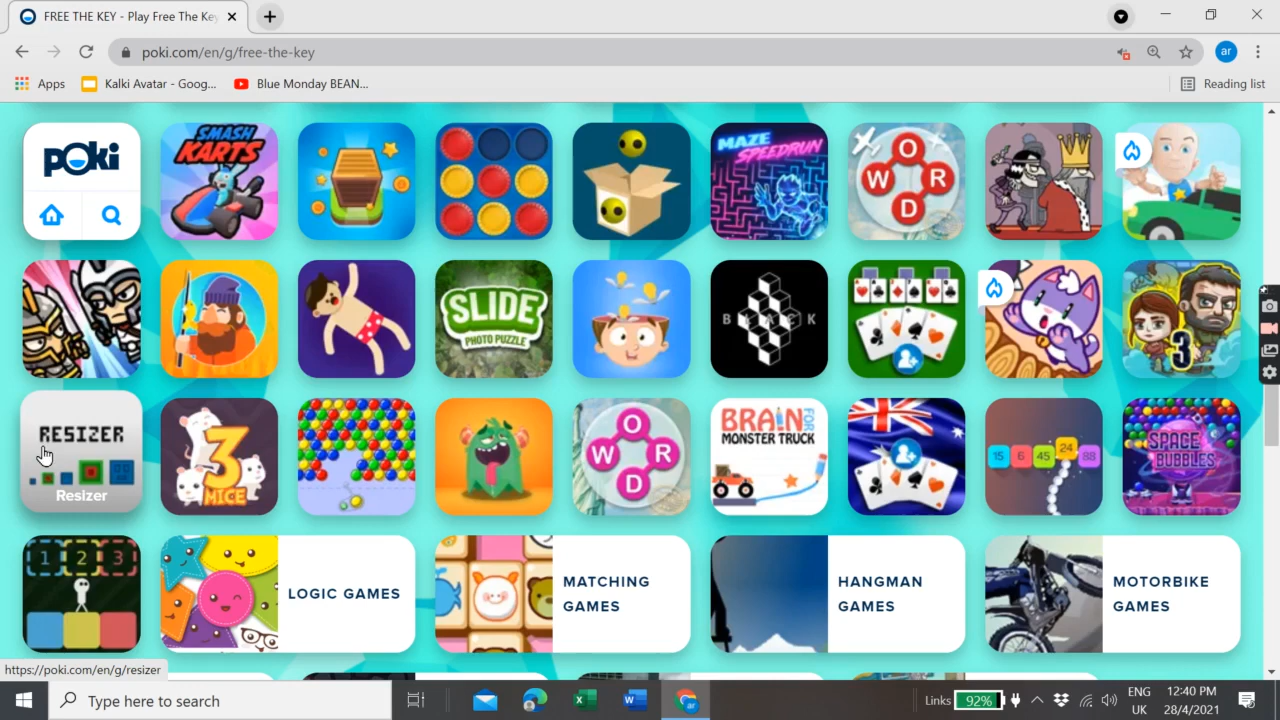 FREE THE KEY - Play Free The Key
poki.com/en/g/free-the-key
ar
Apps
Kalki Avatar - Goog...
Blue Monday BEAN...
Reading list
poki
SMASH
KARTS
MAZE
SPEEDRUN
O
W R
D
SLIDE
PHOTO PUZZLE
B K
3
RESIZER
Resizer
3
MICE
O
W R
D
BRAIN
FOR
MONSTER TRUCK
15 6 45 24 88
SPACE
BUBBLES
1 2 3
LOGIC GAMES
MATCHING
GAMES
HANGMAN
GAMES
MOTORBIKE
GAMES
https://poki.com/en/g/resizer
Type here to search
Links
92%
ENG
UK
12:40 PM
28/4/2021